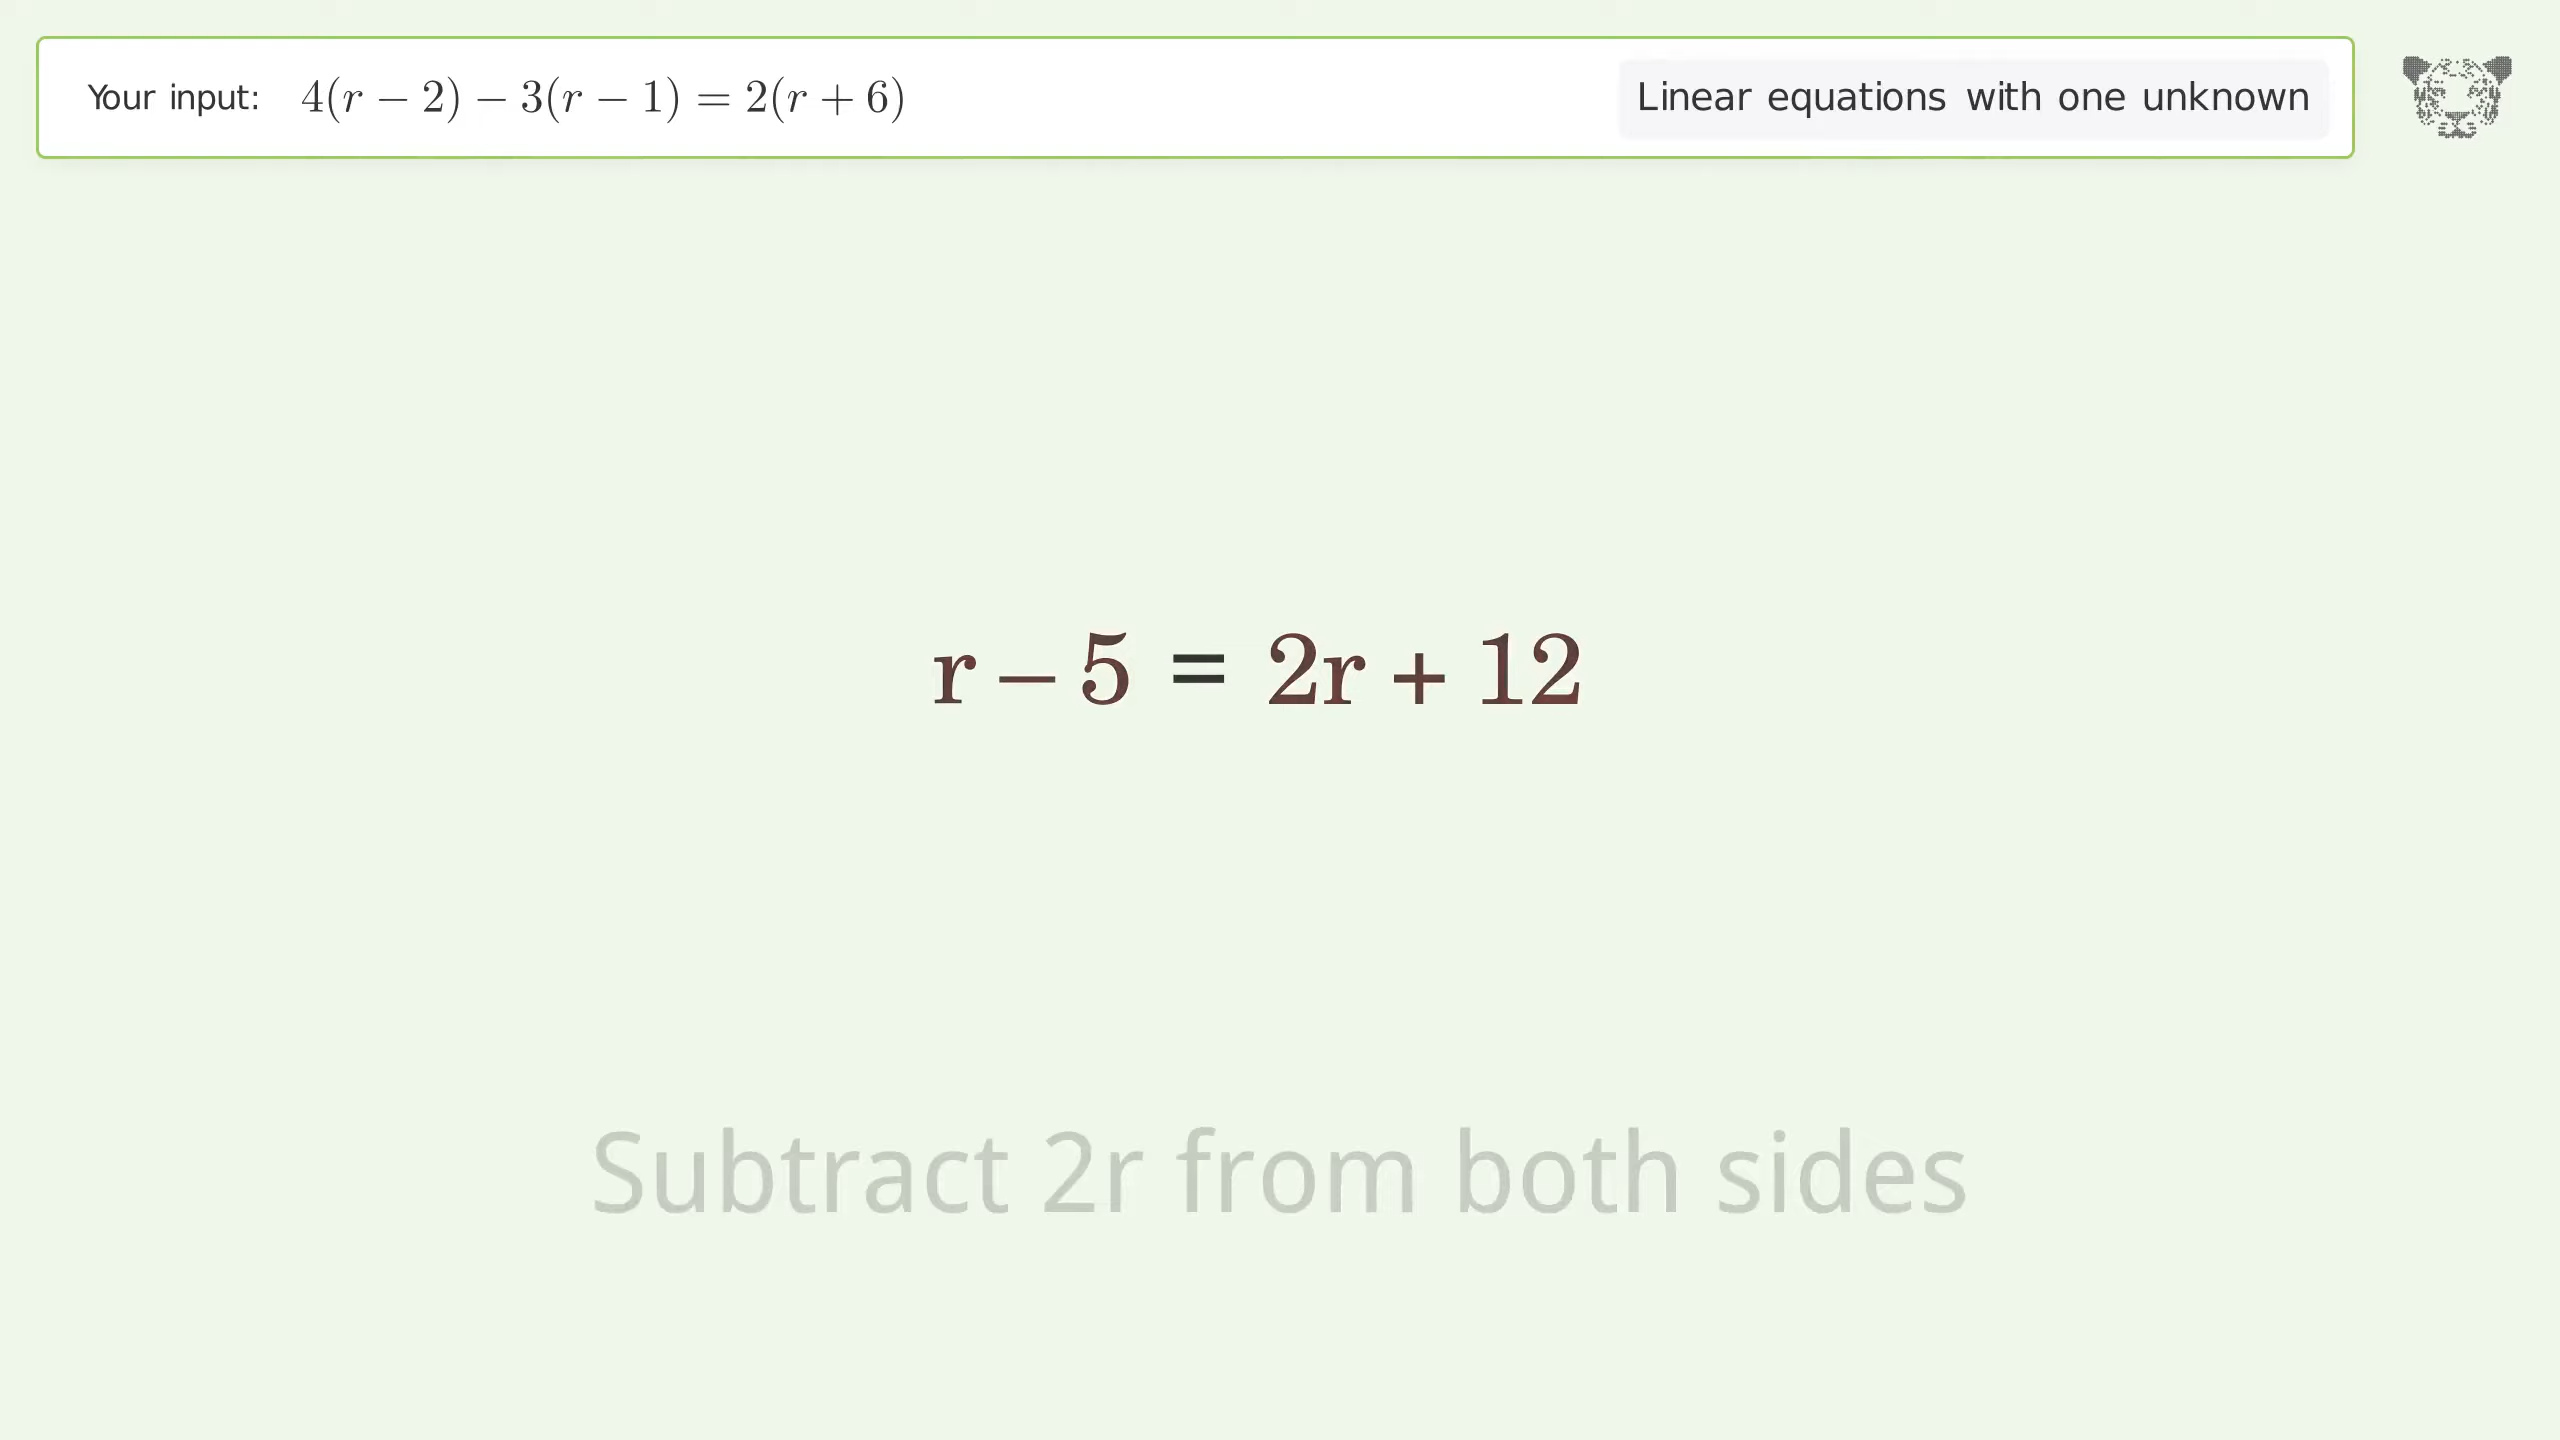 Your input: 4(r − 2) − 3(r − 1) = 2(r + 6)
Linear equations with one unknown
r − 5 = 2r + 12
Subtract 2r from both sides